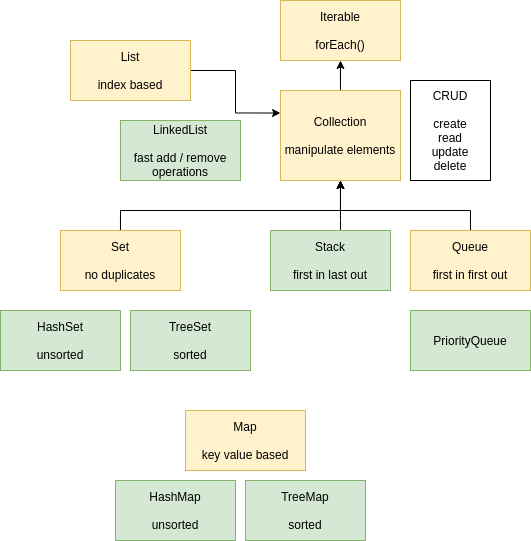 Iterable
forEach()
List
index based
Collection
manipulate elements
CRUD
create
read
update
delete
LinkedList
fast add / remove
operations
Set
no duplicates
Stack
first in last out
Queue
first in first out
HashSet
unsorted
TreeSet
sorted
PriorityQueue
Map
key value based
HashMap
unsorted
TreeMap
sorted